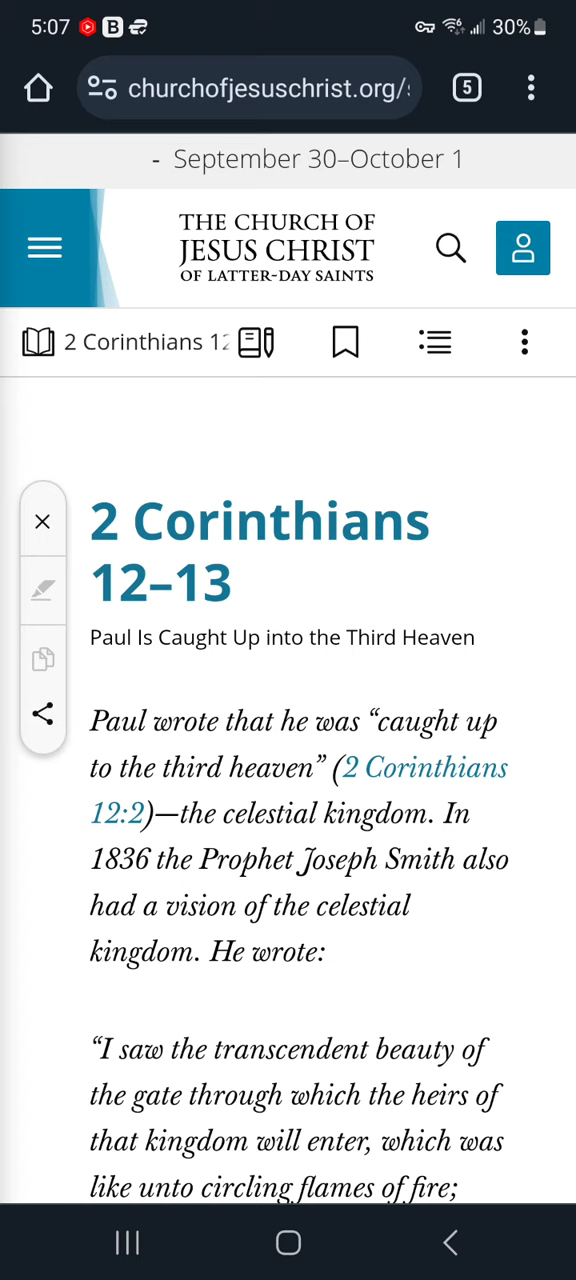 5:07
B
6
30%
churchofjesuschrist.org/s
5
- September 30–October 1
THE CHURCH OF
JESUS CHRIST
OF LATTER-DAY SAINTS
2 Corinthians 12
2 Corinthians
12–13
Paul Is Caught Up into the Third Heaven
Paul wrote that he was “caught up
to the third heaven” (2 Corinthians
12:2)—the celestial kingdom. In
1836 the Prophet Joseph Smith also
had a vision of the celestial
kingdom. He wrote:
“I saw the transcendent beauty of
the gate through which the heirs of
that kingdom will enter, which was
like unto circling flames of fire;